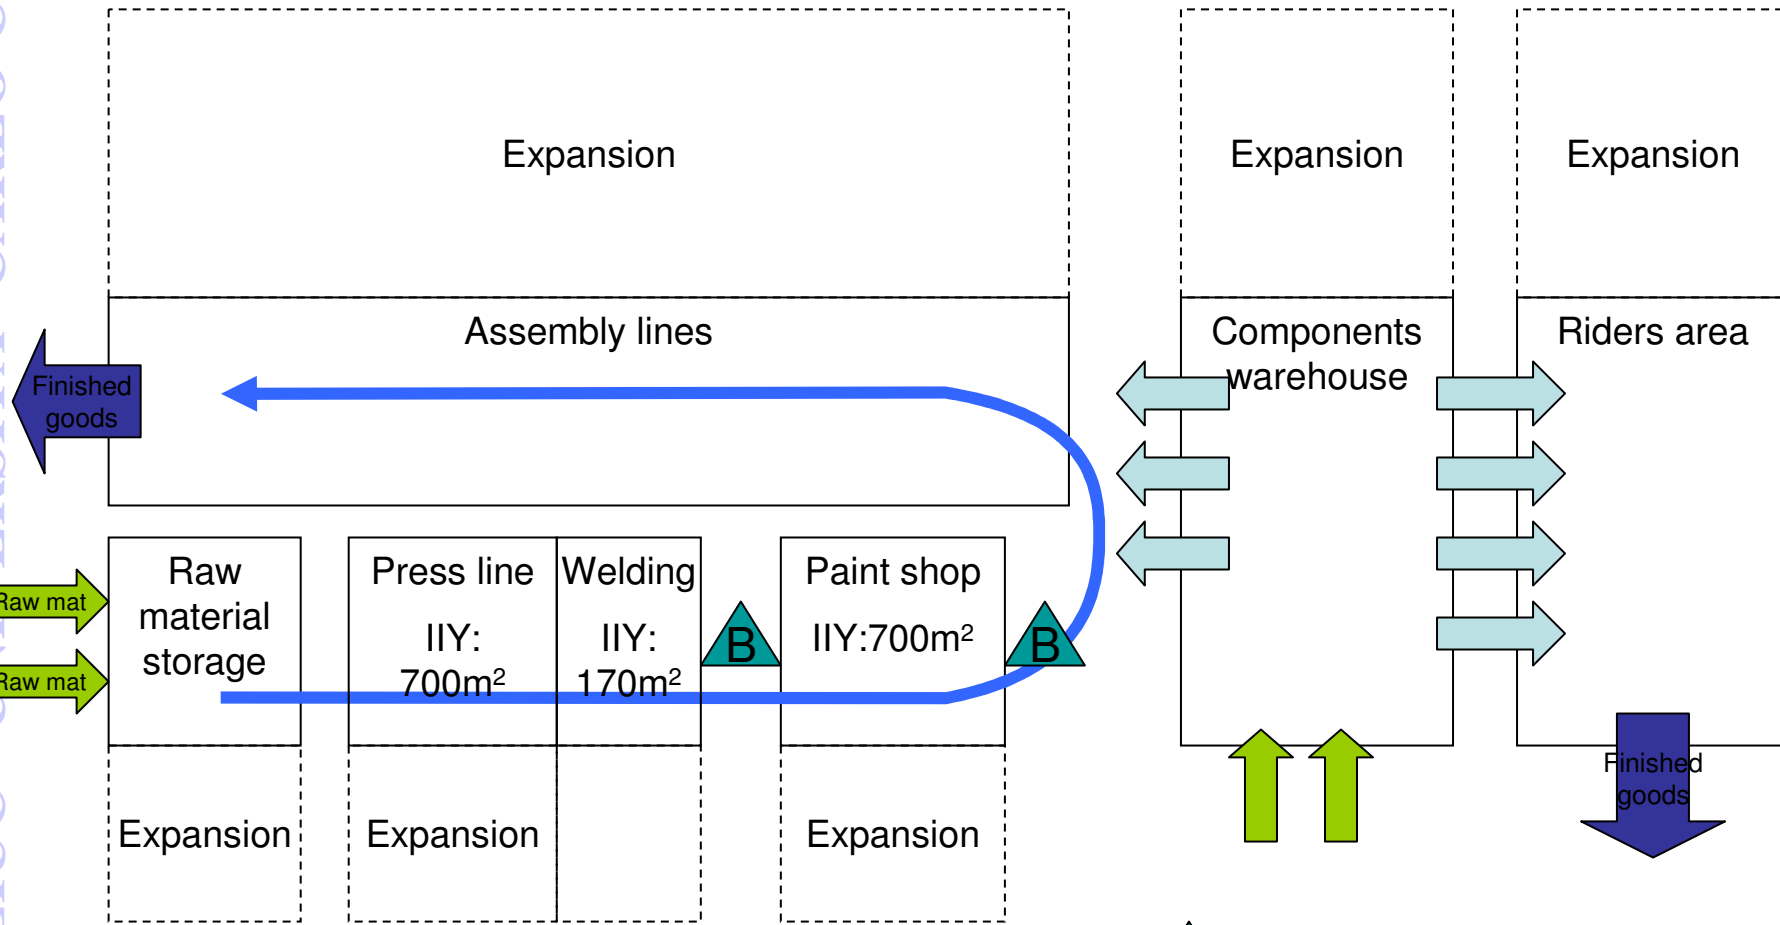 Expansion
Expansion
Expansion
Assembly lines
Components
warehouse
Riders area
Finished
goods
Raw
material
storage
Press line
IIY:
700m²
Welding
IIY:
170m²
B
Paint shop
IIY:700m²
B
Raw mat
Raw mat
Finished
goods
Expansion
Expansion
Expansion